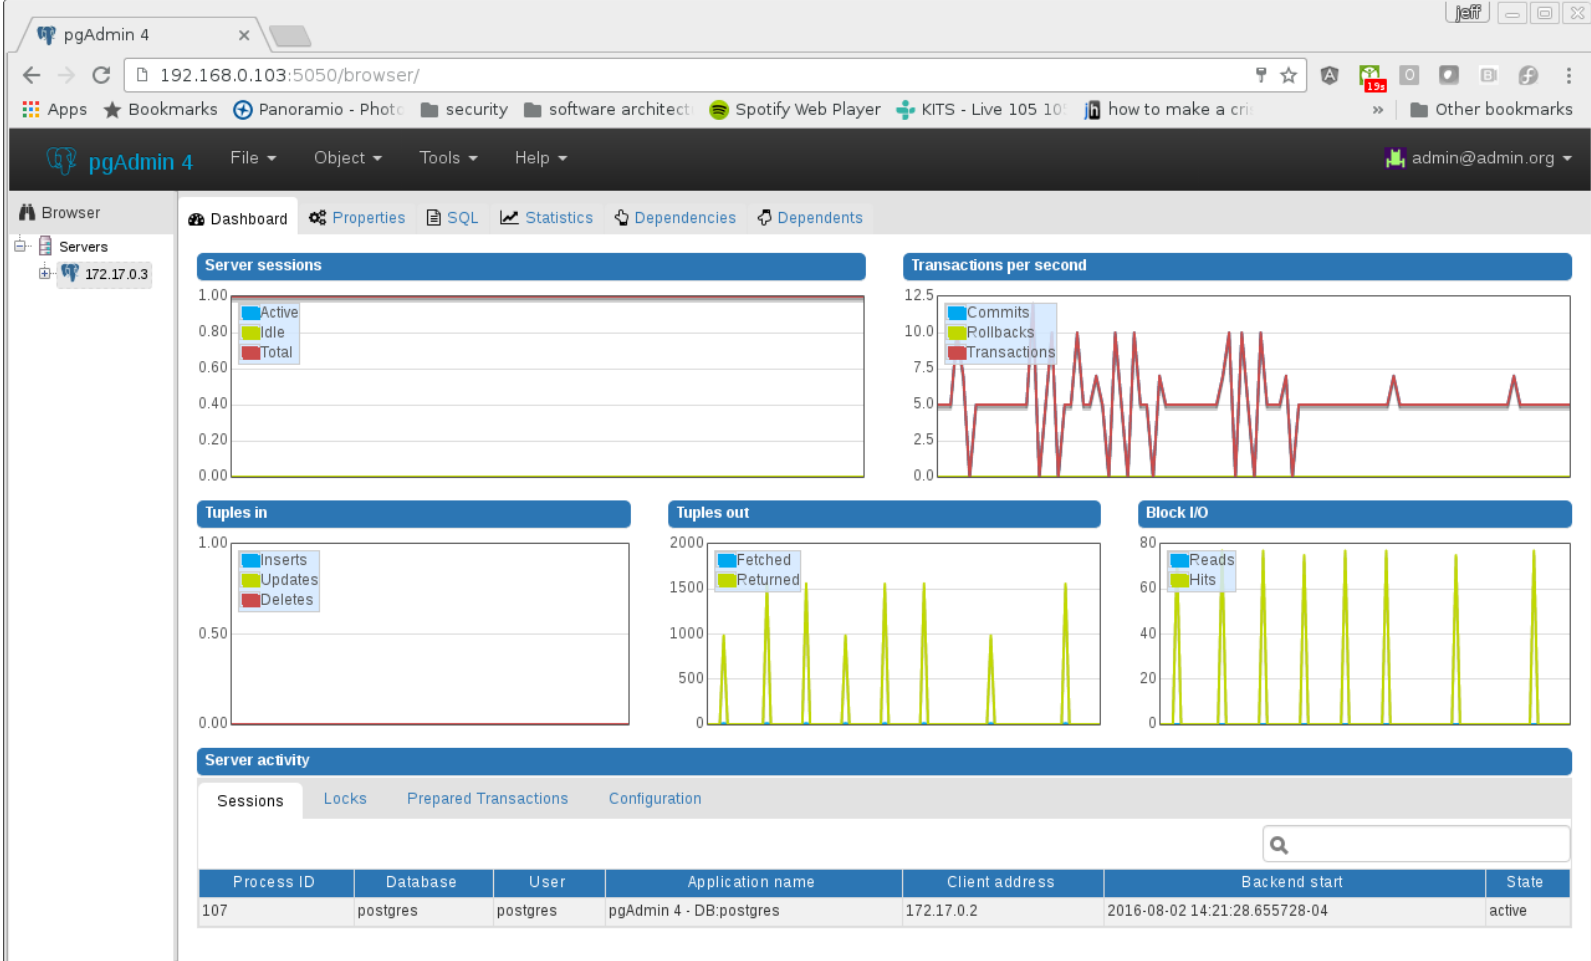 jeff
pgAdmin 4
192.168.0.103:5050/browser/
19s
Apps Bookmarks Panoramio - Photo security software architect Spotify Web Player KITS - Live 105 10 how to make a cri » Other bookmarks
pgAdmin 4 File Object Tools Help admin@admin.org
Browser
Dashboard Properties SQL Statistics Dependencies Dependents
Servers
172.17.0.3
Server sessions
1.00
0.80
0.60
0.40
0.20
0.00
Active
Idle
Total
Transactions per second
12.5
10.0
7.5
5.0
2.5
0.0
Commits
Rollbacks
Transactions
Tuples in
1.00
0.50
0.00
Inserts
Updates
Deletes
Tuples out
2000
1500
1000
500
0
Fetched
Returned
Block I/O
80
60
40
20
0
Reads
Hits
Server activity
Sessions Locks Prepared Transactions Configuration
Process ID Database User Application name Client address Backend start State
107 postgres postgres pgAdmin 4 - DB:postgres 172.17.0.2 2016-08-02 14:21:28.655728-04 active